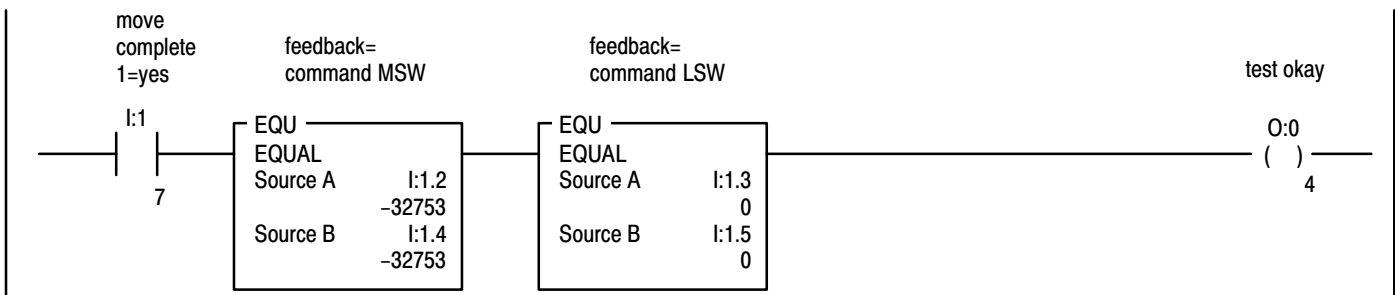 move
complete
1=yes
feedback=
command MSW
feedback=
command LSW
test okay
I:1
7
EQU
EQUAL
Source A I:1.2
–32753
Source B I:1.4
–32753
EQU
EQUAL
Source A I:1.3
0
Source B I:1.5
0
O:0
( )
4